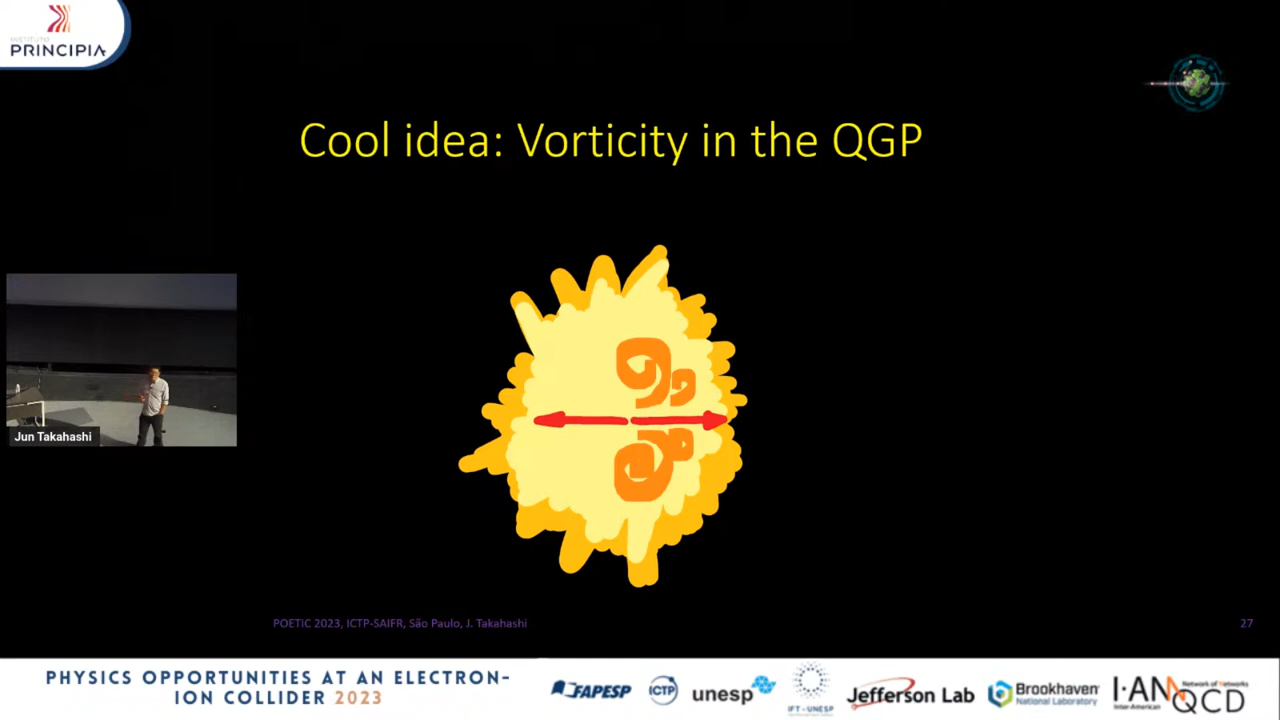 INSTITUTO
PRINCIPIA
Cool idea: Vorticity in the QGP
Jun Takahashi
POETIC 2023, ICTP-SAIFR, São Paulo, J. Takahashi
27
PHYSICS OPPORTUNITIES AT AN ELECTRON-
ION COLLIDER 2023
FAPESP
ICTP
unesp
IFT - UNESP
Jefferson Lab
Brookhaven
National Laboratory
I·AN
Network of Networks
Inter-American
QCD